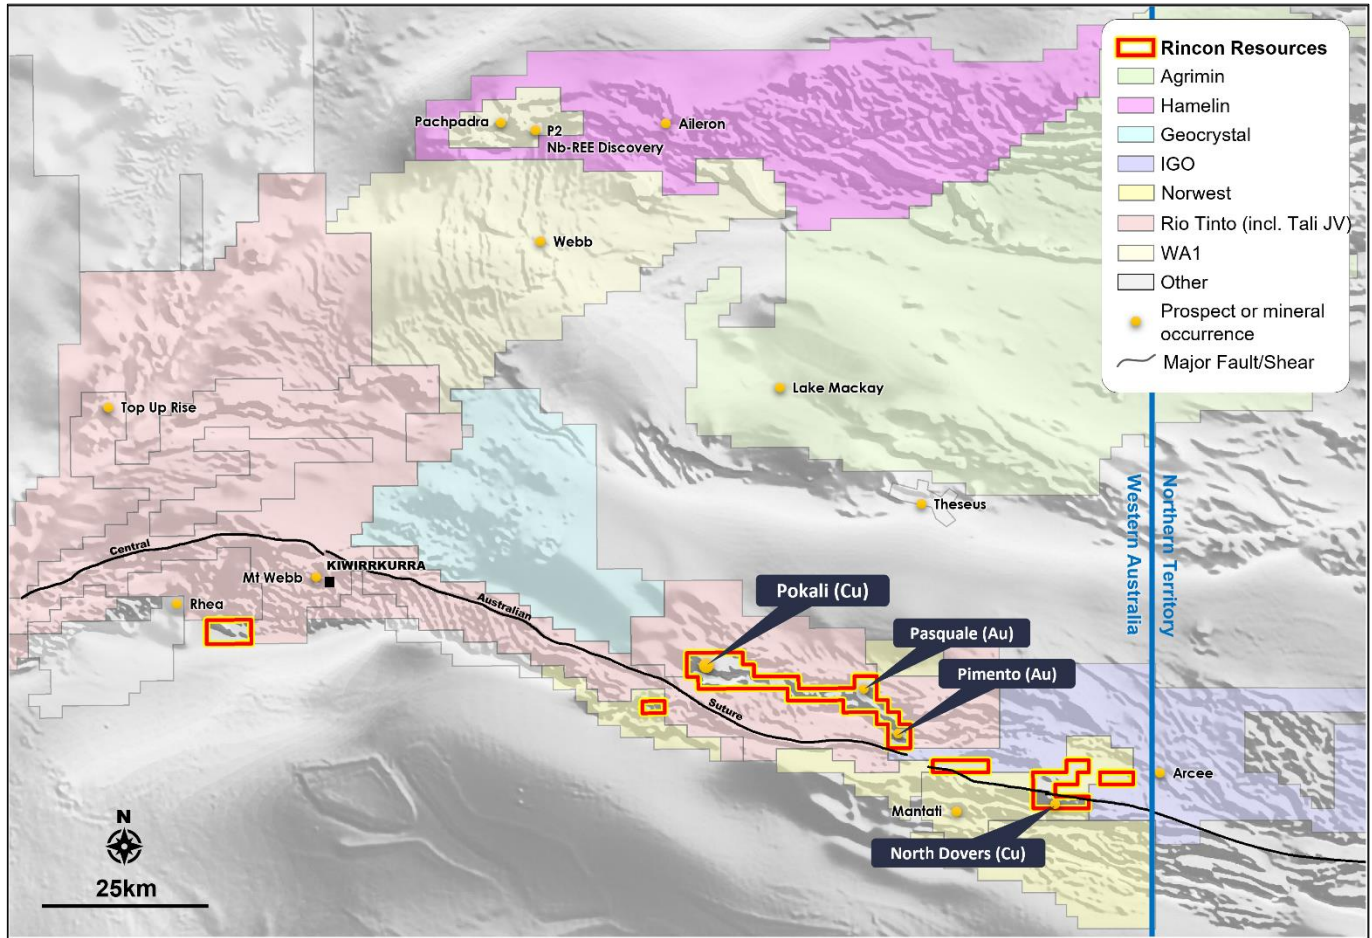 Rincon Resources
Agrimin
Hamelin
Geocrystal
IGO
Norwest
Rio Tinto (incl. Tali JV)
WA1
Other
Prospect or mineral
occurrence
Major Fault/Shear
Pachpadra
P2
Nb-REE Discovery
Aileron
Webb
Lake Mackay
Top Up Rise
Theseus
Western Australia
Northern Territory
Central
Mt Webb
KIWIRRKURRA
Rhea
Australian
Suture
Pokali (Cu)
Pasquale (Au)
Pimento (Au)
Arcee
Mantati
North Dovers (Cu)
N
25km